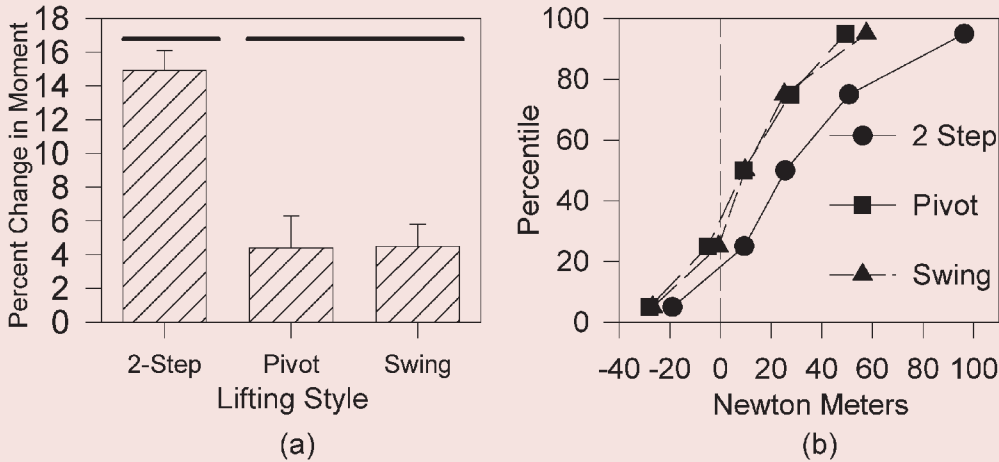 Percent Change in Moment
18
16
14
12
10
8
6
4
2
0
2-Step Pivot Swing
Lifting Style
(a)
Percentile
100
80
60
40
20
0
2 Step
Pivot
Swing
-40 -20 0 20 40 60 80 100
Newton Meters
(b)